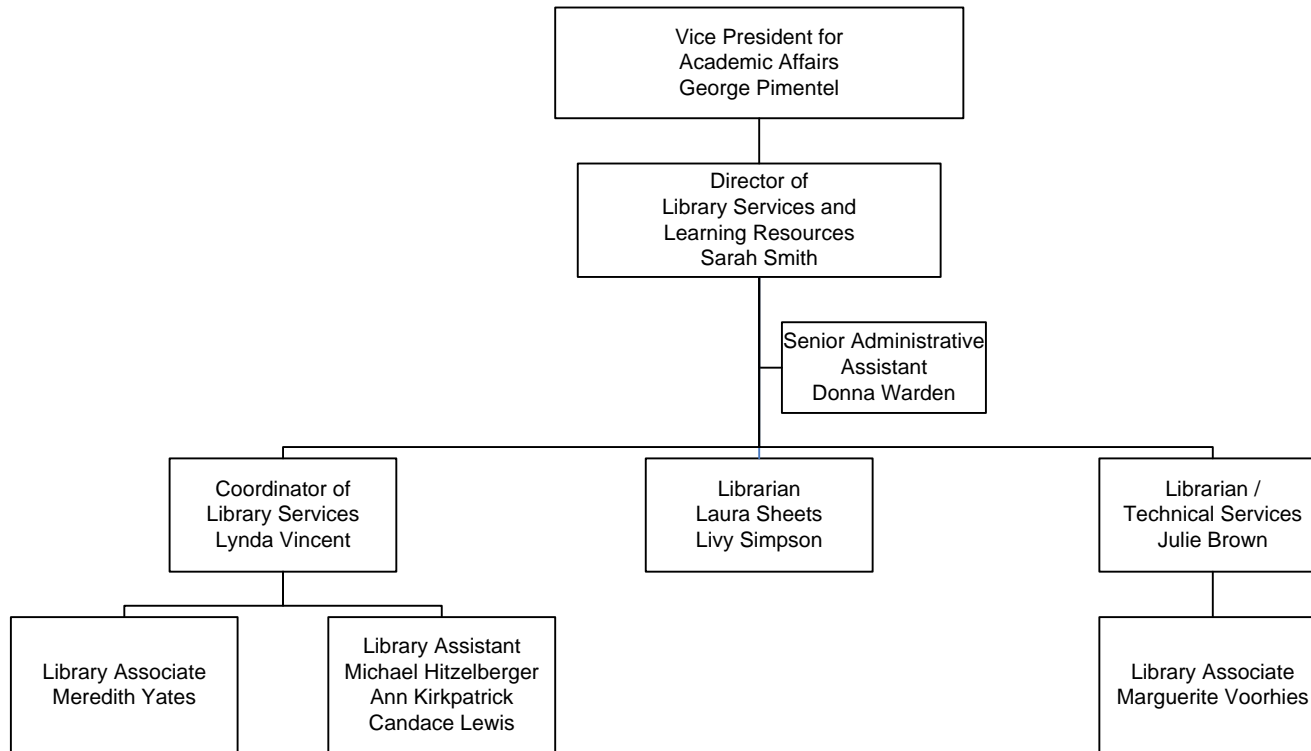 Vice President for
Academic Affairs
George Pimentel
Director of
Library Services and
Learning Resources
Sarah Smith
Senior Administrative
Assistant
Donna Warden
Coordinator of
Library Services
Lynda Vincent
Librarian
Laura Sheets
Livy Simpson
Librarian /
Technical Services
Julie Brown
Library Associate
Meredith Yates
Library Assistant
Michael Hitzelberger
Ann Kirkpatrick
Candace Lewis
Library Associate
Marguerite Voorhies